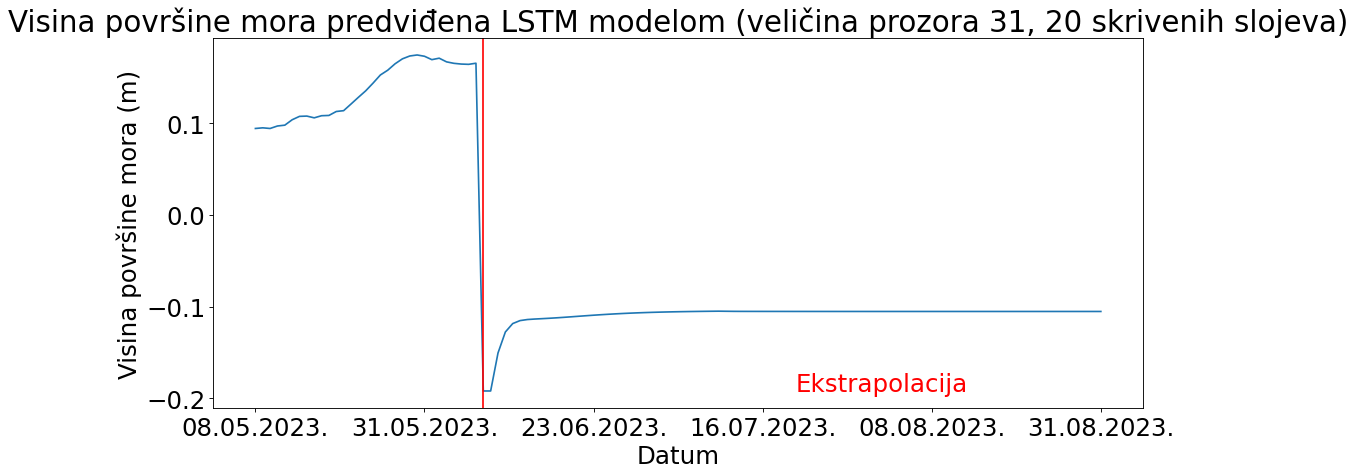 Visina površine mora predviđena LSTM modelom (veličina prozora 31, 20 skrivenih slojeva)
Visina površine mora (m)
0.1
0.0
−0.1
−0.2
Ekstrapolacija
08.05.2023. 31.05.2023. 23.06.2023. 16.07.2023. 08.08.2023. 31.08.2023.
Datum